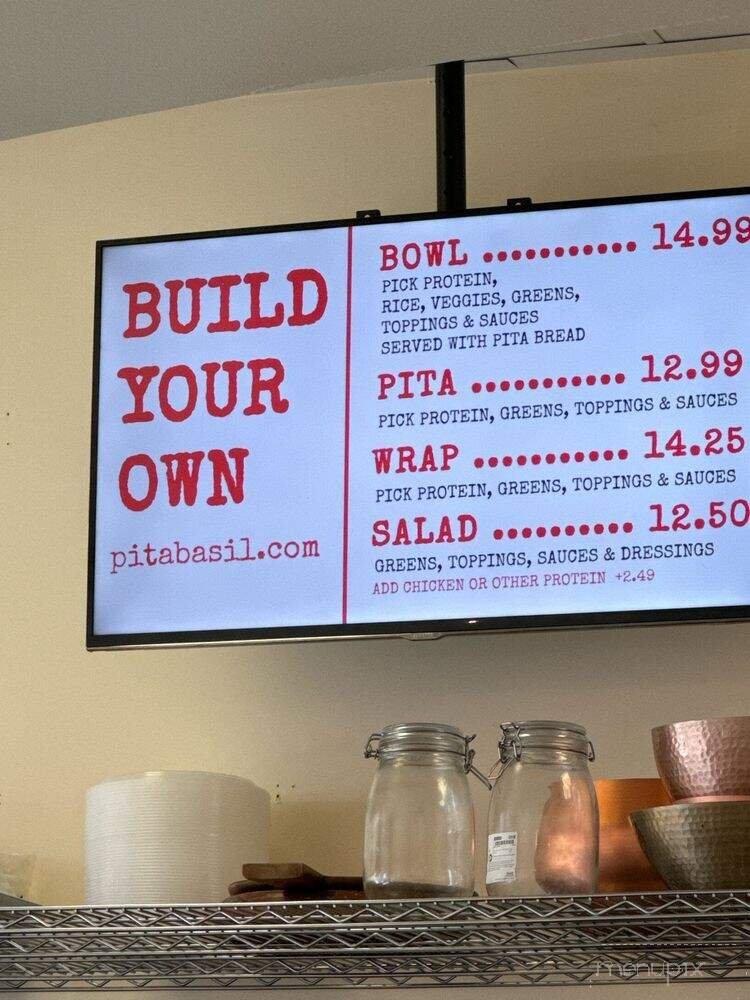 BUILD
YOUR
OWN
pitabasil.com
BOWL ........... 14.99
PICK PROTEIN,
RICE, VEGGIES, GREENS,
TOPPINGS & SAUCES
SERVED WITH PITA BREAD
PITA ........... 12.99
PICK PROTEIN, GREENS, TOPPINGS & SAUCES
WRAP ........... 14.25
PICK PROTEIN, GREENS, TOPPINGS & SAUCES
SALAD .......... 12.50
GREENS, TOPPINGS, SAUCES & DRESSINGS
ADD CHICKEN OR OTHER PROTEIN +2.49
menupix